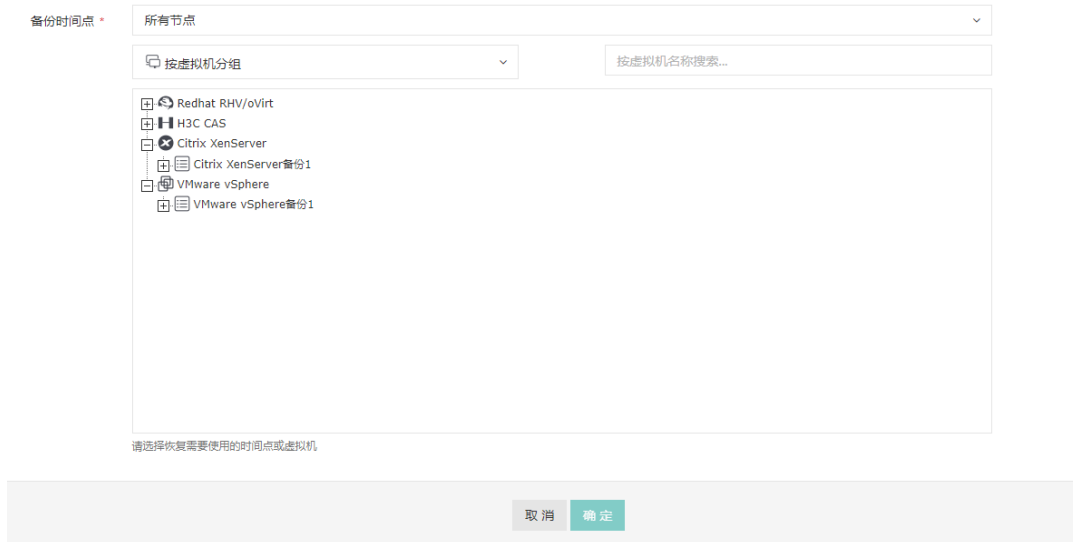 备份时间点 *
所有节点
按虚拟机分组
按虚拟机名称搜索...
Redhat RHV/oVirt
H3C CAS
Citrix XenServer
Citrix XenServer备份1
VMware vSphere
VMware vSphere备份1
请选择恢复需要使用的时间点或虚拟机
取消
确定